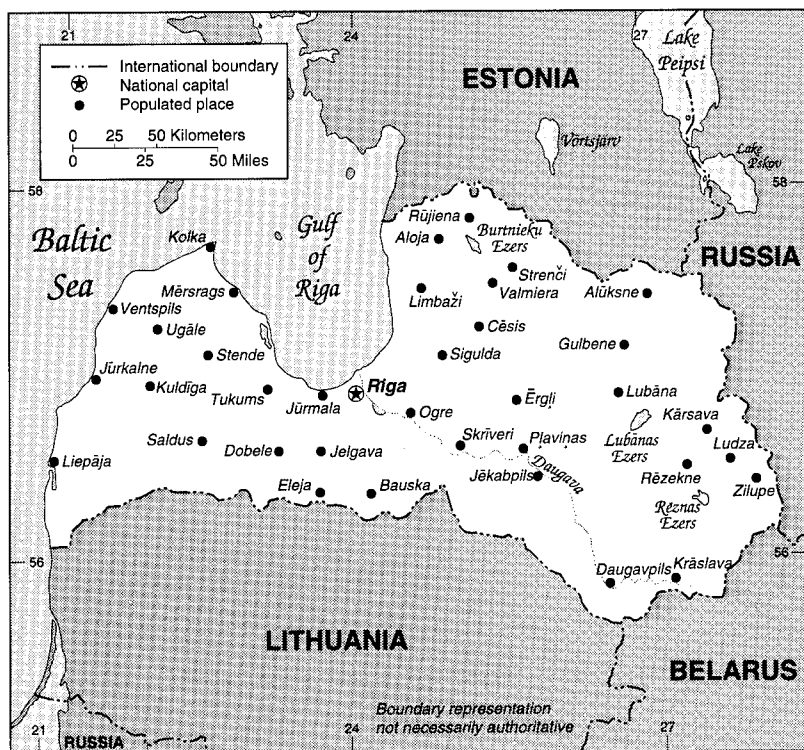 21
24
27
International boundary
National capital
Populated place
0 25 50 Kilometers
0 25 50 Miles
Lake
Peipsi
ESTONIA
Võrtsjärv
Lake
Pskov
58
58
Baltic
Sea
Gulf
of
Riga
RUSSIA
Kolka
Rūjiena
Aloja
Burtnieku
Ezers
Strenči
Valmiera
Limbaži
Alūksne
Mērsrags
Ventspils
Ugāle
Cēsis
Gulbene
Stende
Sigulda
Jūrkalne
Kuldīga
Tukums
Jūrmala
Rīga
Ogre
Ērgļi
Lubāna
Kārsava
Lubānas
Ezers
Ludza
Saldus
Dobele
Jelgava
Skrīveri
Pļaviņas
Liepāja
Daugava
Jēkabpils
Rēzekne
Zilupe
Rēznas
Ezers
Eleja
Bauska
56
56
Daugavpils
Krāslava
LITHUANIA
BELARUS
Boundary representation
not necessarily authoritative
21
RUSSIA
24
27